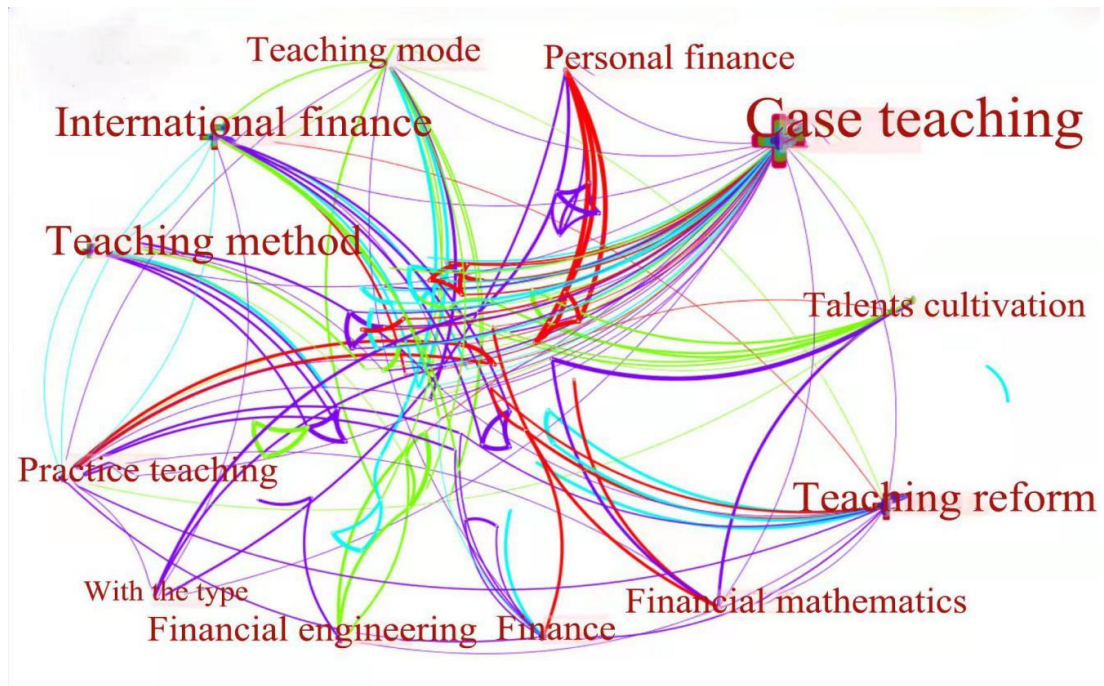 Teaching mode
Personal finance
International finance
Case teaching
Teaching method
Talents cultivation
Practice teaching
Teaching reform
With the type
Financial mathematics
Financial engineering
Finance